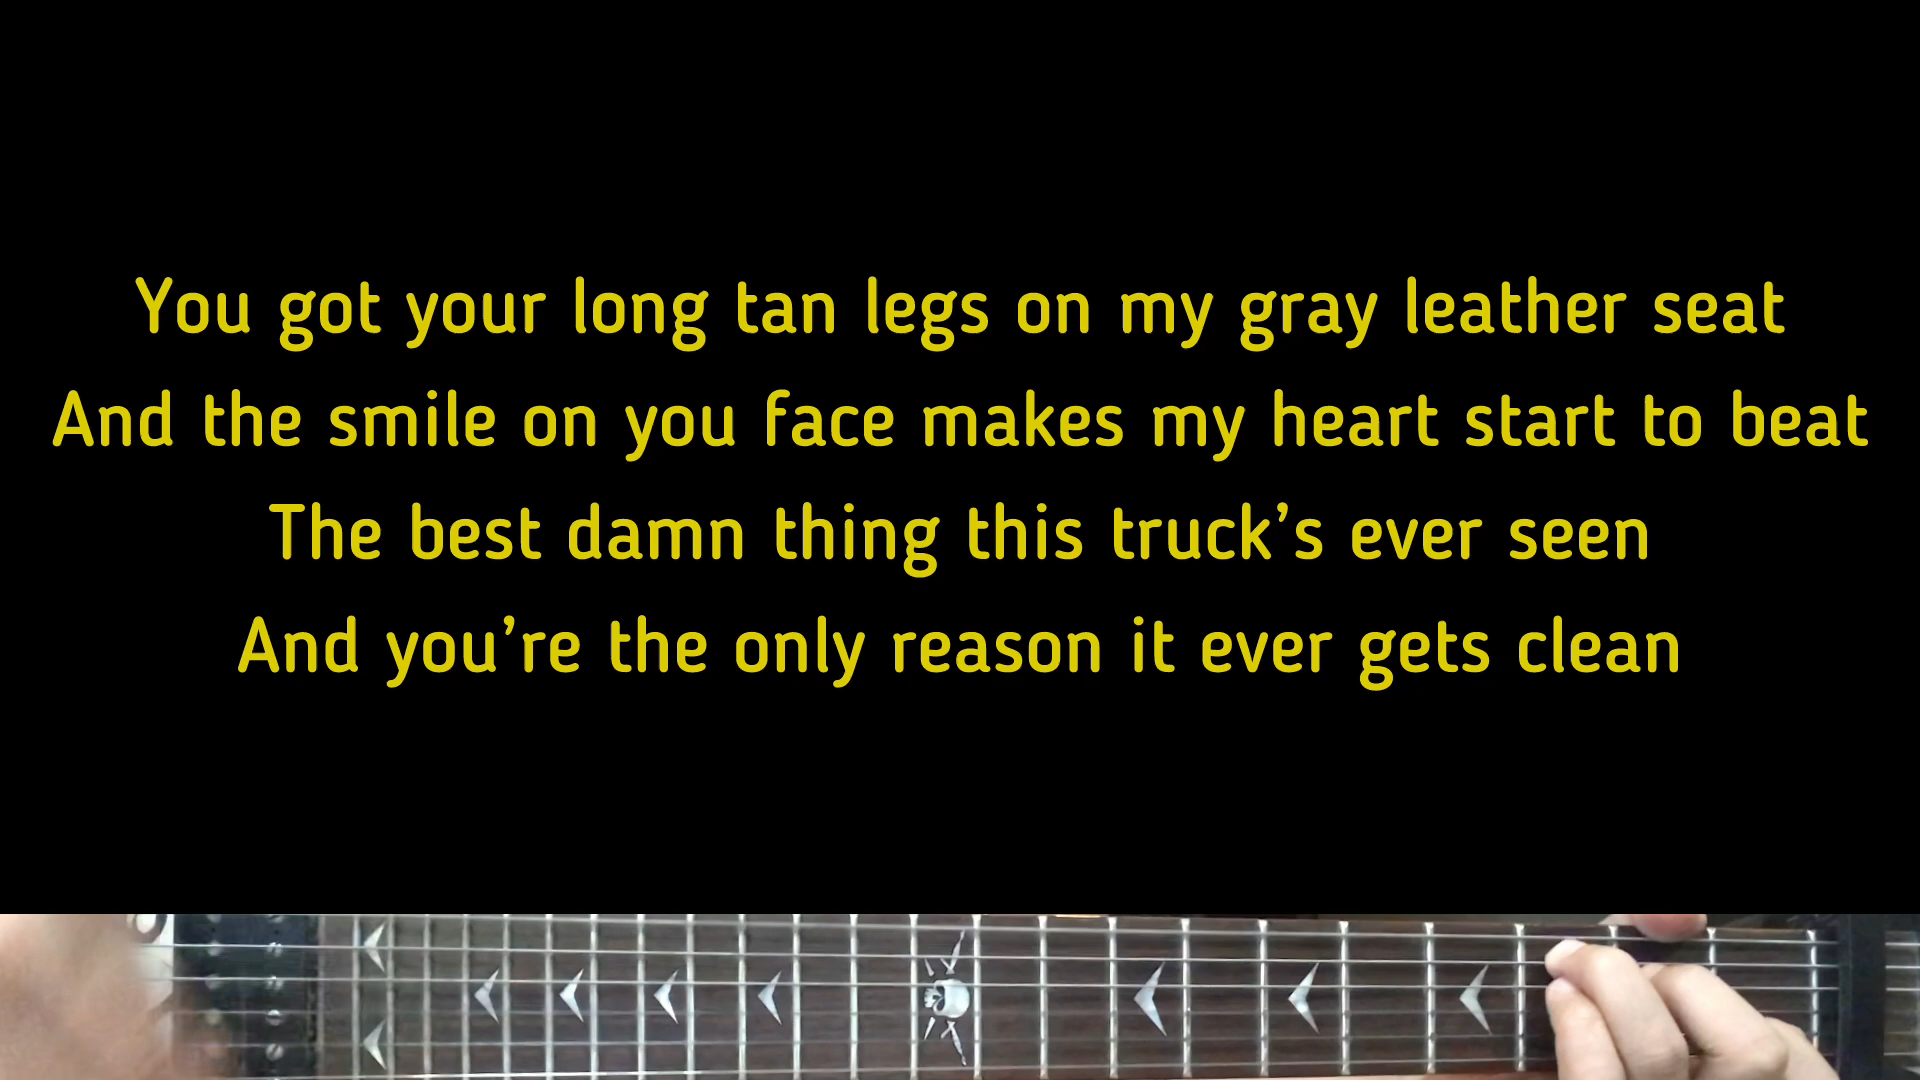 You got your long tan legs on my gray leather seat
And the smile on you face makes my heart start to beat
The best damn thing this truck’s ever seen
And you’re the only reason it ever gets clean